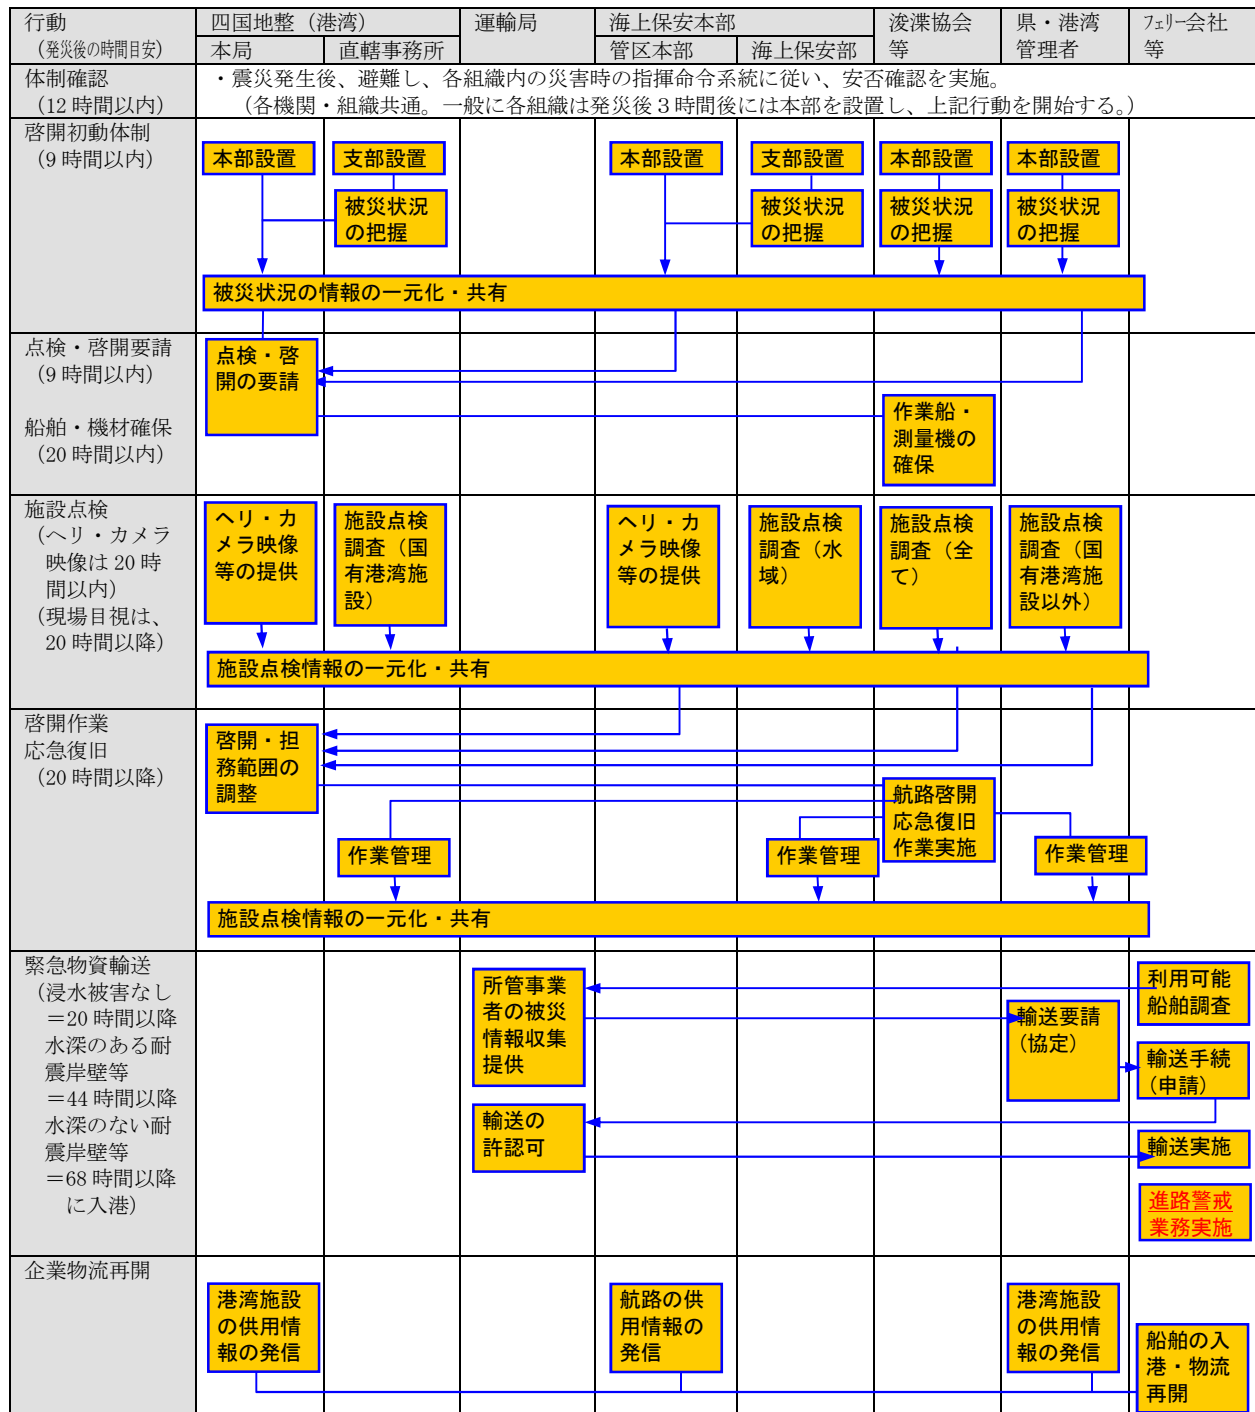 行動
（発災後の時間目安）
四国地整（港湾）
運輸局
海上保安本部
浚渫協会
等
県・港湾
管理者
ﾌｪﾘｰ会社
等
本局
直轄事務所
管区本部
海上保安部
体制確認
（12 時間以内）
・震災発生後、避難し、各組織内の災害時の指揮命令系統に従い、安否確認を実施。
（各機関・組織共通。一般に各組織は発災後３時間後には本部を設置し、上記行動を開始する。）
啓開初動体制
（9 時間以内）
本部設置
支部設置
本部設置
支部設置
本部設置
本部設置
被災状況
の把握
被災状況
の把握
被災状況
の把握
被災状況
の把握
被災状況の情報の一元化・共有
点検・啓開要請
（9 時間以内）
船舶・機材確保
（20 時間以内）
点検・啓
開の要請
作業船・
測量機の
確保
施設点検
（ヘリ・カメラ
映像は 20 時
間以内）
（現場目視は、
20 時間以降）
ヘリ・カ
メラ映像
等の提供
施設点検
調査（国
有港湾施
設）
ヘリ・カ
メラ映像
等の提供
施設点検
調査（水
域）
施設点検
調査（全
て）
施設点検
調査（国
有港湾施
設以外）
施設点検情報の一元化・共有
啓開作業
応急復旧
（20 時間以降）
啓開・担
務範囲の
調整
航路啓開
応急復旧
作業実施
作業管理
作業管理
作業管理
施設点検情報の一元化・共有
緊急物資輸送
（浸水被害なし
＝20 時間以降
水深のある耐
震岸壁等
＝44 時間以降
水深のない耐
震岸壁等
＝68 時間以降
に入港）
所管事業
者の被災
情報収集
提供
利用可能
船舶調査
輸送要請
（協定）
輸送手続
（申請）
輸送の
許認可
輸送実施
進路警戒
業務実施
企業物流再開
港湾施設
の供用情
報の発信
航路の供
用情報の
発信
港湾施設
の供用情
報の発信
船舶の入
港・物流
再開